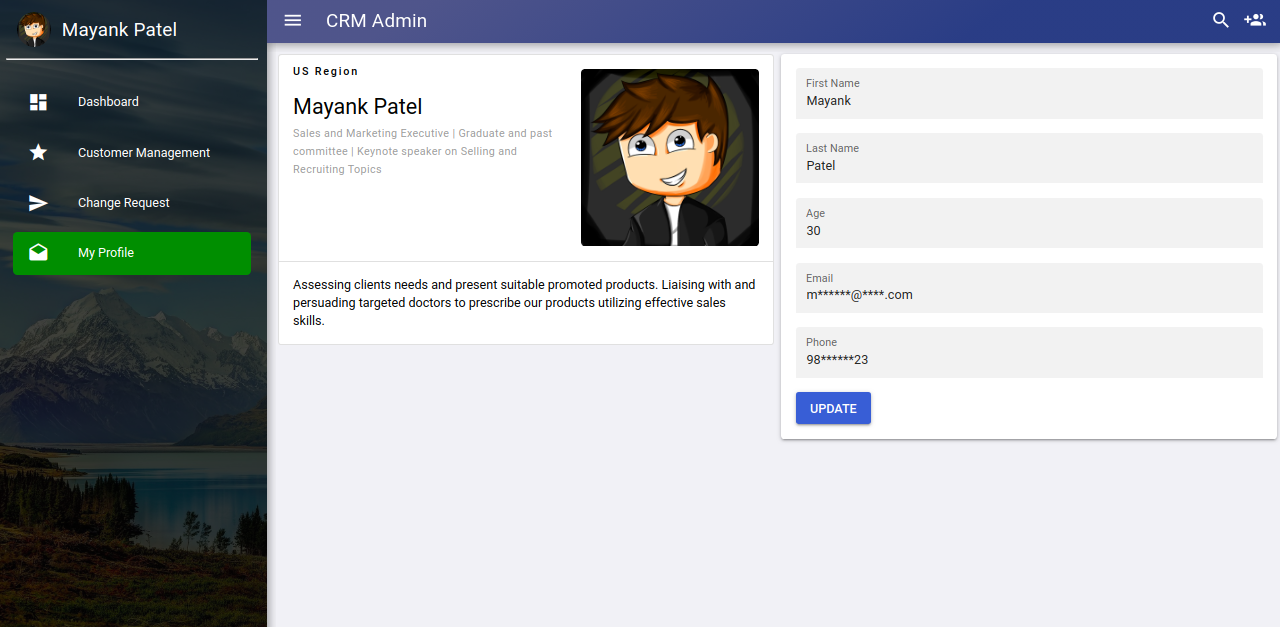 Mayank Patel
Dashboard
Customer Management
Change Request
My Profile
CRM Admin
US Region
Mayank Patel
Sales and Marketing Executive | Graduate and past
committee | Keynote speaker on Selling and
Recruiting Topics
Assessing clients needs and present suitable promoted products. Liaising with and
persuading targeted doctors to prescribe our products utilizing effective sales
skills.
First Name
Mayank
Last Name
Patel
Age
30
Email
m******@****.com
Phone
98******23
UPDATE